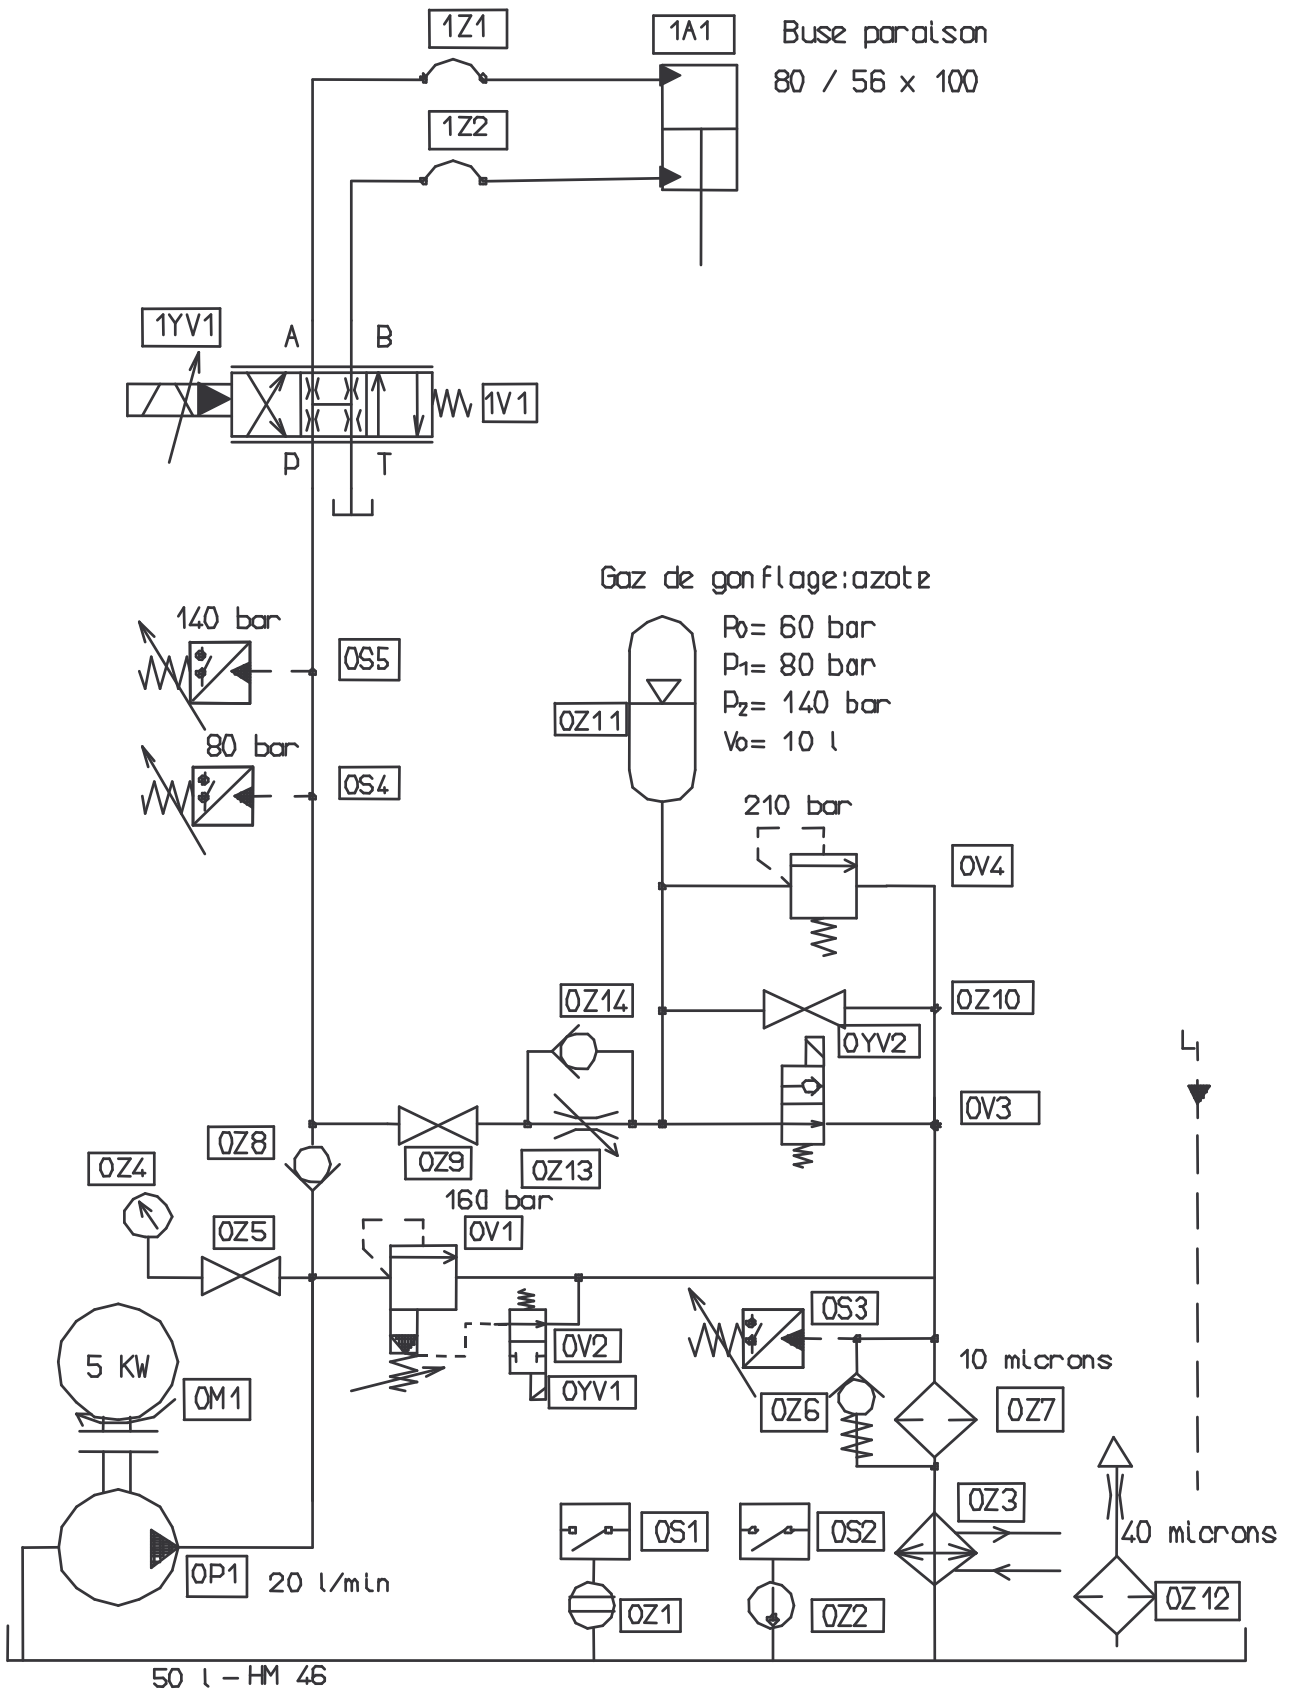 1Z1
1A1
Buse paraison
80 / 56 x 100
1Z2
1YV1
A
B
1V1
P
T
Gaz de gonflage:azote
140 bar
P0= 60 bar
0S5
P1= 80 bar
P2= 140 bar
0Z11
80 bar
V0= 10 l
0S4
210 bar
0V4
0Z14
0Z10
0YV2
L
0V3
0Z8
0Z4
0Z9
0Z13
160 bar
0Z5
0V1
0S3
0V2
5 KW
10 microns
0YV1
0M1
0Z6
0Z7
0Z3
0S1
0S2
40 microns
0P1
20 l/min
0Z1
0Z2
0Z12
50 l - HM 46